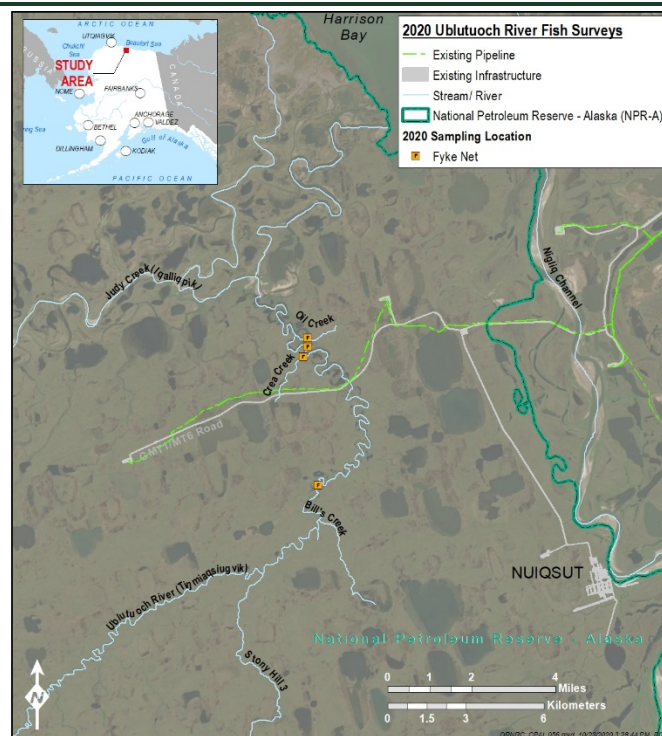 ARCTIC OCEAN
UTQIAGVIK
Chukchi
Sea
Beaufort Sea
RUSSIA
STUDY
AREA
CANADA
NOME
FAIRBANKS
BETHEL
ANCHORAGE
VALDEZ
DILLINGHAM
KODIAK
Gulf of Alaska
PACIFIC OCEAN
Harrison
Bay
2020 Ublutuoch River Fish Surveys
Existing Pipeline
Existing Infrastructure
Stream/ River
National Petroleum Reserve - Alaska (NPR-A)
2020 Sampling Location
F Fyke Net
Nigliq Channel
Judy Creek (Iqalliqpik)
Oil Creek
Crea Creek
F
F
F
GMT1/MT6 Road
F
Bill's Creek
NUIQSUT
Ublutuoch River (Tiŋmiaqsiugvik)
National Petroleum Reserve - Alaska
Stony Hill 3
0 1 2 4
Miles
0 1.5 3 6
Kilometers
N